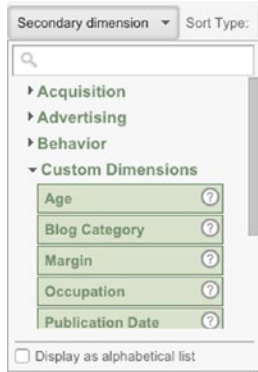 Secondary dimension Sort Type:
Acquisition
Advertising
Behavior
Custom Dimensions
Age ?
Blog Category ?
Margin ?
Occupation ?
Publication Date ?
Display as alphabetical list